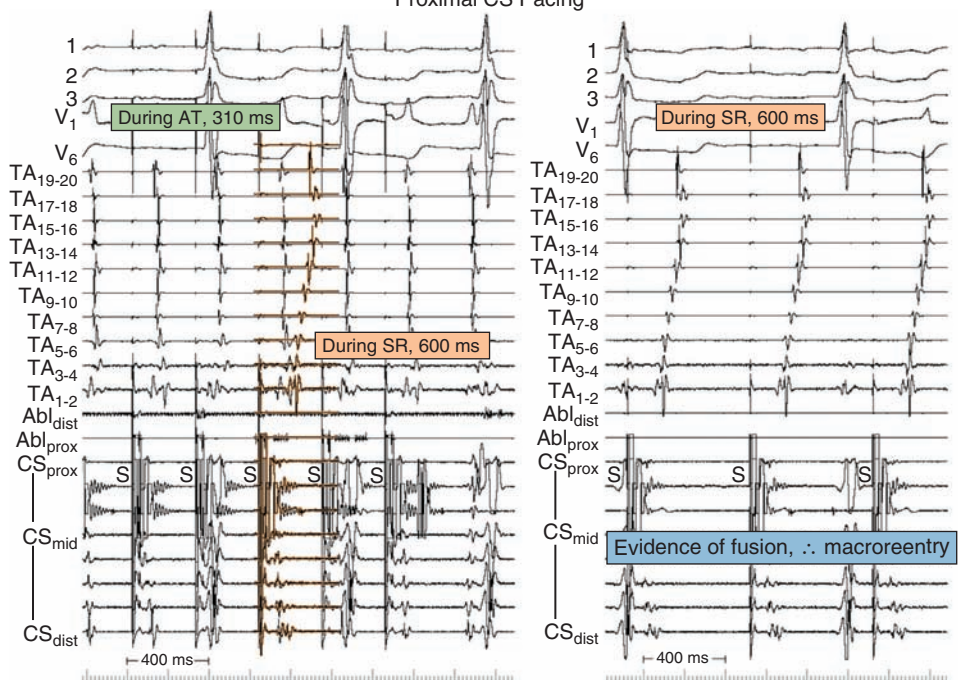 Proximal CS Pacing
1
2
3
V1
V6
During AT, 310 ms
TA19-20
TA17-18
TA15-16
TA13-14
TA11-12
TA9-10
TA7-8
TA5-6
During SR, 600 ms
TA3-4
TA1-2
Abldist
Ablprox
CSprox
S S S S S
CSmid
CSdist
400 ms
1
2
3
V1
V6
During SR, 600 ms
TA19-20
TA17-18
TA15-16
TA13-14
TA11-12
TA9-10
TA7-8
TA5-6
TA3-4
TA1-2
Abldist
Ablprox
CSprox
S S S
CSmid
Evidence of fusion, ∴ macroreentry
CSdist
400 ms